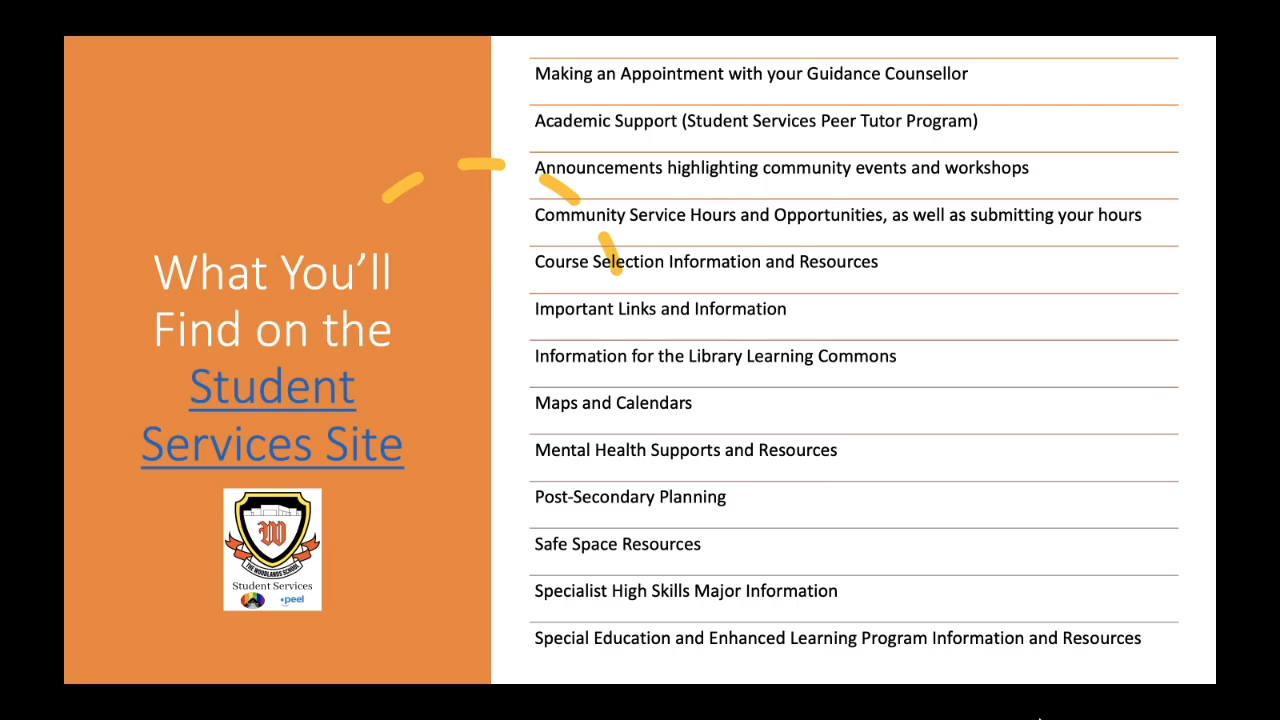 What You'll
Find on the
Student
Services Site
THE WOODLANDS SCHOOL
Student Services
peel
Making an Appointment with your Guidance Counsellor
Academic Support (Student Services Peer Tutor Program)
Announcements highlighting community events and workshops
Community Service Hours and Opportunities, as well as submitting your hours
Course Selection Information and Resources
Important Links and Information
Information for the Library Learning Commons
Maps and Calendars
Mental Health Supports and Resources
Post-Secondary Planning
Safe Space Resources
Specialist High Skills Major Information
Special Education and Enhanced Learning Program Information and Resources